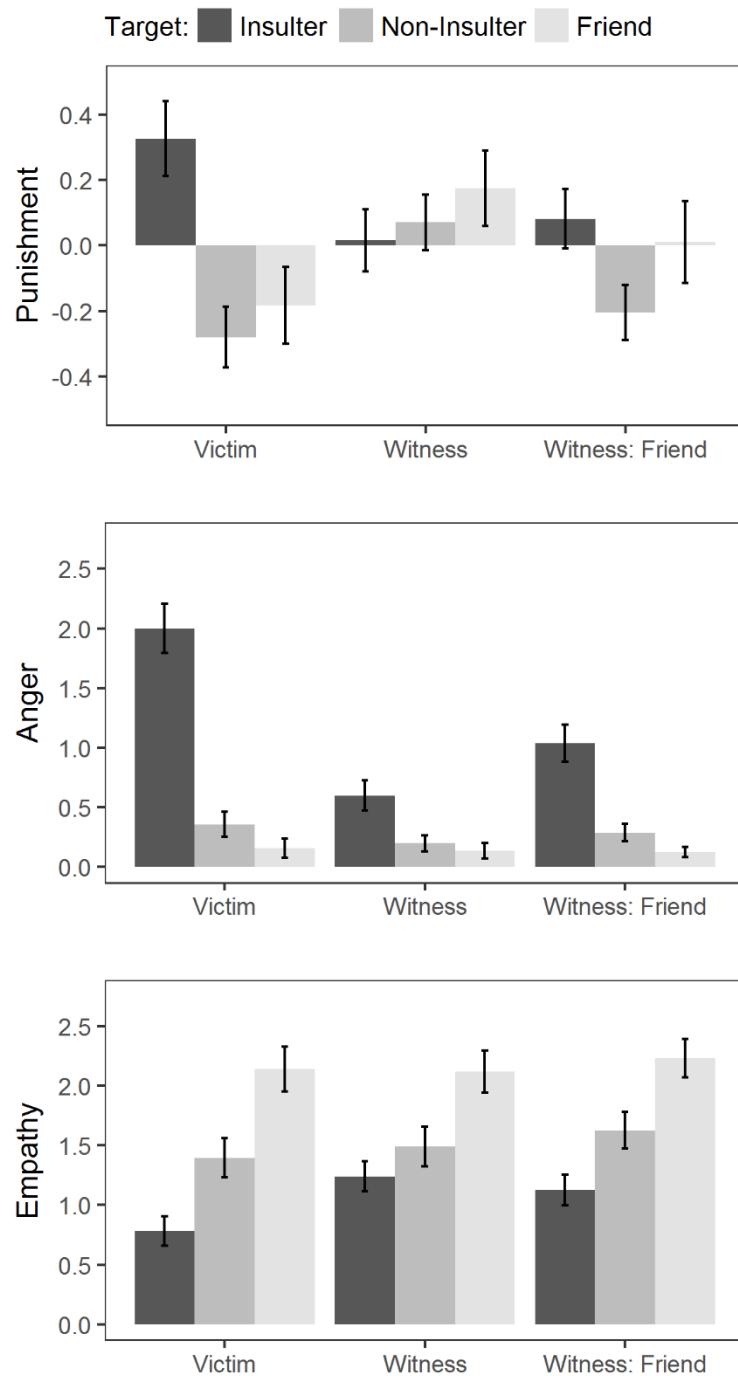 Target: Insulter Non-Insulter Friend
Punishment
0.4
0.2
0.0
-0.2
-0.4
Victim Witness Witness: Friend
Anger
2.5
2.0
1.5
1.0
0.5
0.0
Victim Witness Witness: Friend
Empathy
2.5
2.0
1.5
1.0
0.5
0.0
Victim Witness Witness: Friend